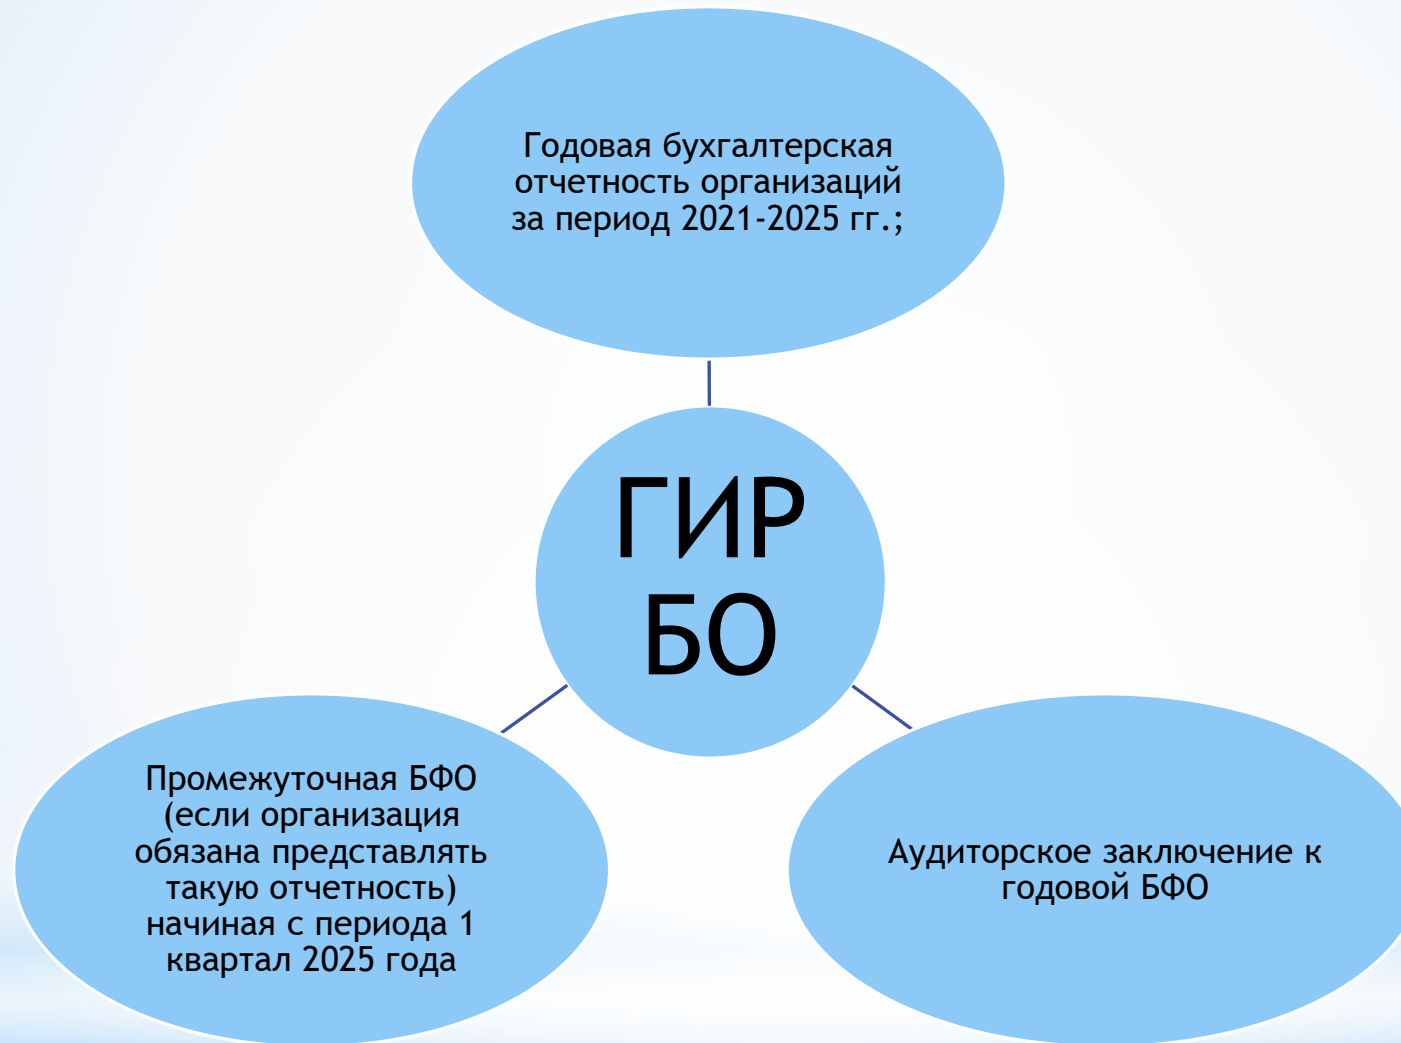 Годовая бухгалтерская
отчетность организаций
за период 2021-2025 гг.;
ГИР
БО
Промежуточная БФО
(если организация
обязана представлять
такую отчетность)
начиная с периода 1
квартал 2025 года
Аудиторское заключение к
годовой БФО